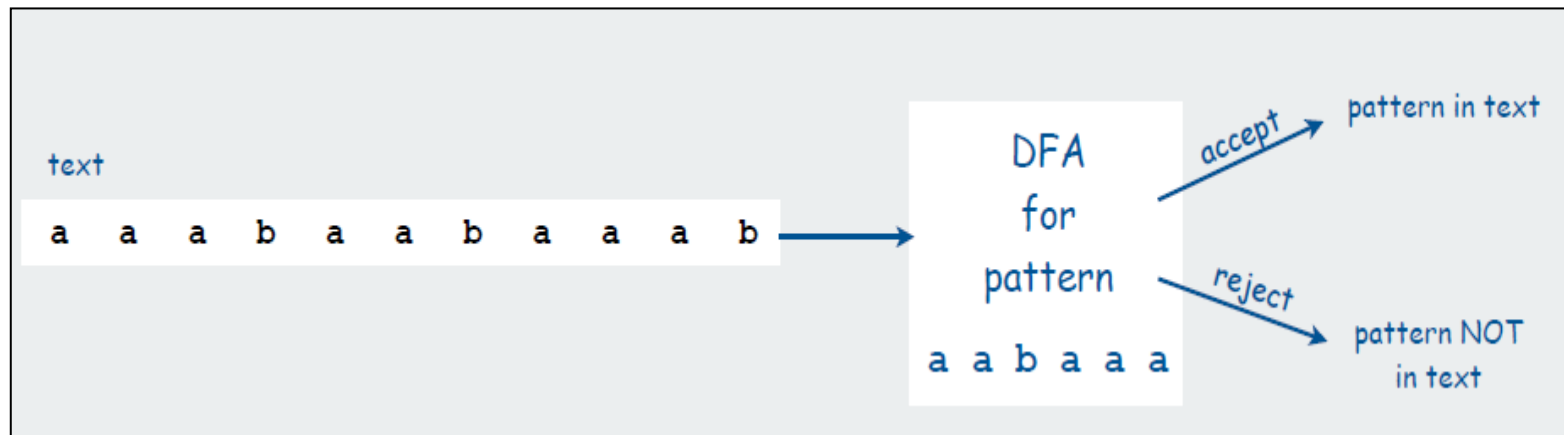 text
a a a b a a b a a a b
DFA
for
pattern
a a b a a a
accept
pattern in text
reject
pattern NOT
in text